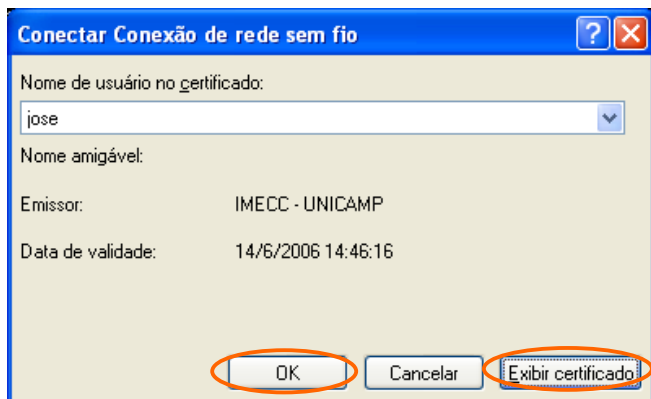 Conectar Conexão de rede sem fio
Nome de usuário no certificado:
jose
Nome amigável:
Emissor: IMECC - UNICAMP
Data de validade: 14/6/2006 14:46:16
OK Cancelar Exibir certificado